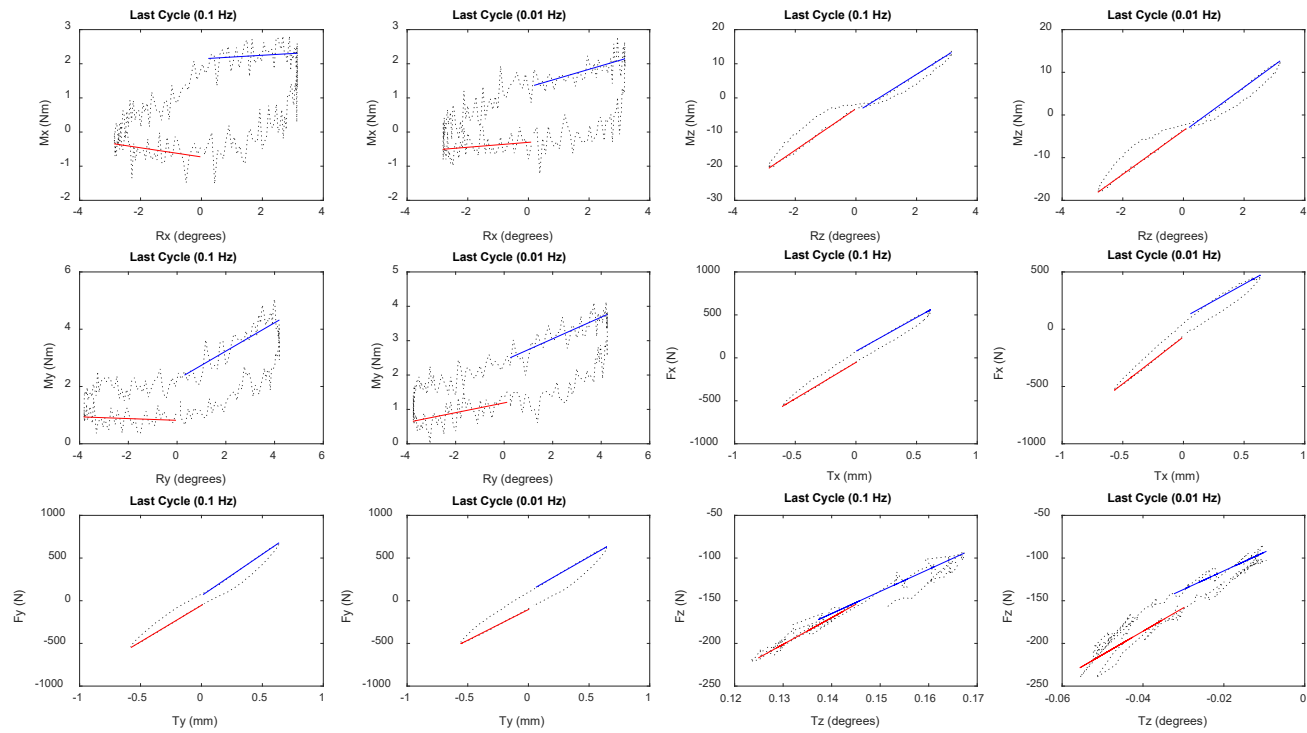 Last Cycle (0.1 Hz)
3
2
1
0
-1
-2
Mx (Nm)
-4 -2 0 2 4
Rx (degrees)
Last Cycle (0.01 Hz)
3
2
1
0
-1
-2
Mx (Nm)
-4 -2 0 2 4
Rx (degrees)
Last Cycle (0.1 Hz)
20
10
0
-10
-20
-30
Mz (Nm)
-4 -2 0 2 4
Rz (degrees)
Last Cycle (0.01 Hz)
20
10
0
-10
-20
Mz (Nm)
-4 -2 0 2 4
Rz (degrees)
Last Cycle (0.1 Hz)
6
4
2
0
My (Nm)
-4 -2 0 2 4 6
Ry (degrees)
Last Cycle (0.01 Hz)
5
4
3
2
1
0
My (Nm)
-4 -2 0 2 4 6
Ry (degrees)
Last Cycle (0.1 Hz)
1000
500
0
-500
-1000
Fx (N)
-1 -0.5 0 0.5 1
Tx (mm)
Last Cycle (0.01 Hz)
500
0
-500
-1000
Fx (N)
-1 -0.5 0 0.5 1
Tx (mm)
Last Cycle (0.1 Hz)
1000
500
0
-500
-1000
Fy (N)
-1 -0.5 0 0.5 1
Ty (mm)
Last Cycle (0.01 Hz)
1000
500
0
-500
-1000
Fy (N)
-1 -0.5 0 0.5 1
Ty (mm)
Last Cycle (0.1 Hz)
-50
-100
-150
-200
-250
Fz (N)
0.12 0.13 0.14 0.15 0.16 0.17
Tz (degrees)
Last Cycle (0.01 Hz)
-50
-100
-150
-200
-250
Fz (N)
-0.06 -0.04 -0.02 0
Tz (degrees)